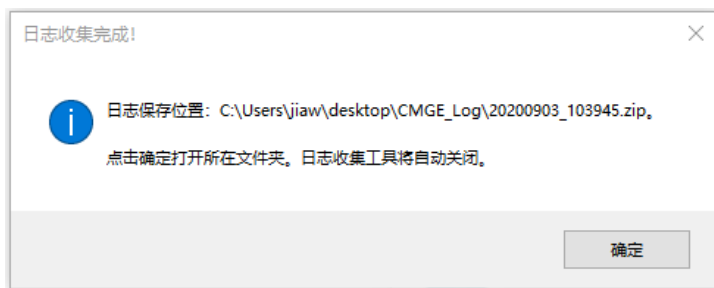 日志收集完成!
日志保存位置：C:\Users\jiaw\desktop\CMGE_Log\20200903_103945.zip。
点击确定打开所在文件夹。日志收集工具将自动关闭。
确定